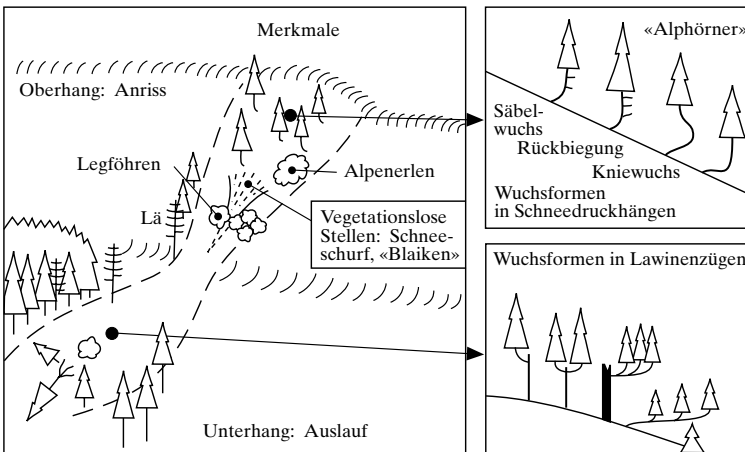 Merkmale
Oberhang: Anriss
Legföhren
Alpenerlen
Lä
Vegetationslose
Stellen: Schnee-
schurf, «Blaiken»
Unterhang: Auslauf
«Alphörner»
Säbel-
wuchs
Rückbiegung
Kniewuchs
Wuchsformen
in Schneedruckhängen
Wuchsformen in Lawinenzügen